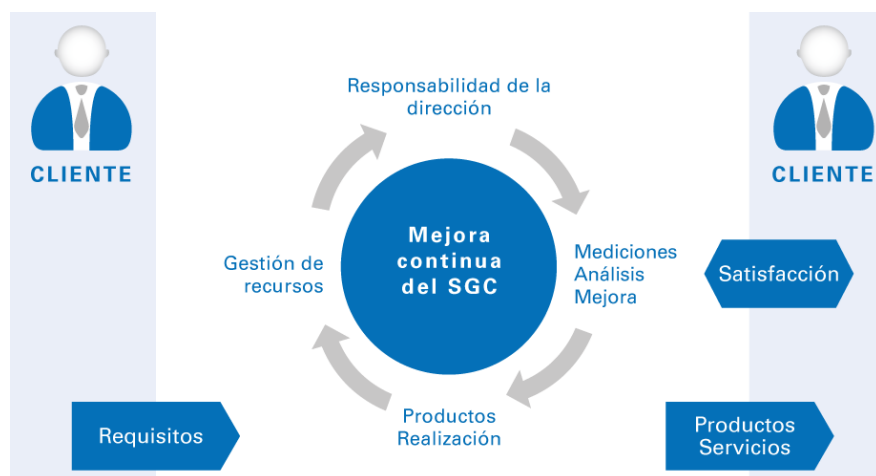 CLIENTE
Responsabilidad de la
dirección
CLIENTE
Mejora
continua
del SGC
Gestión de
recursos
Mediciones
Análisis
Mejora
Satisfacción
Productos
Realización
Requisitos
Productos
Servicios